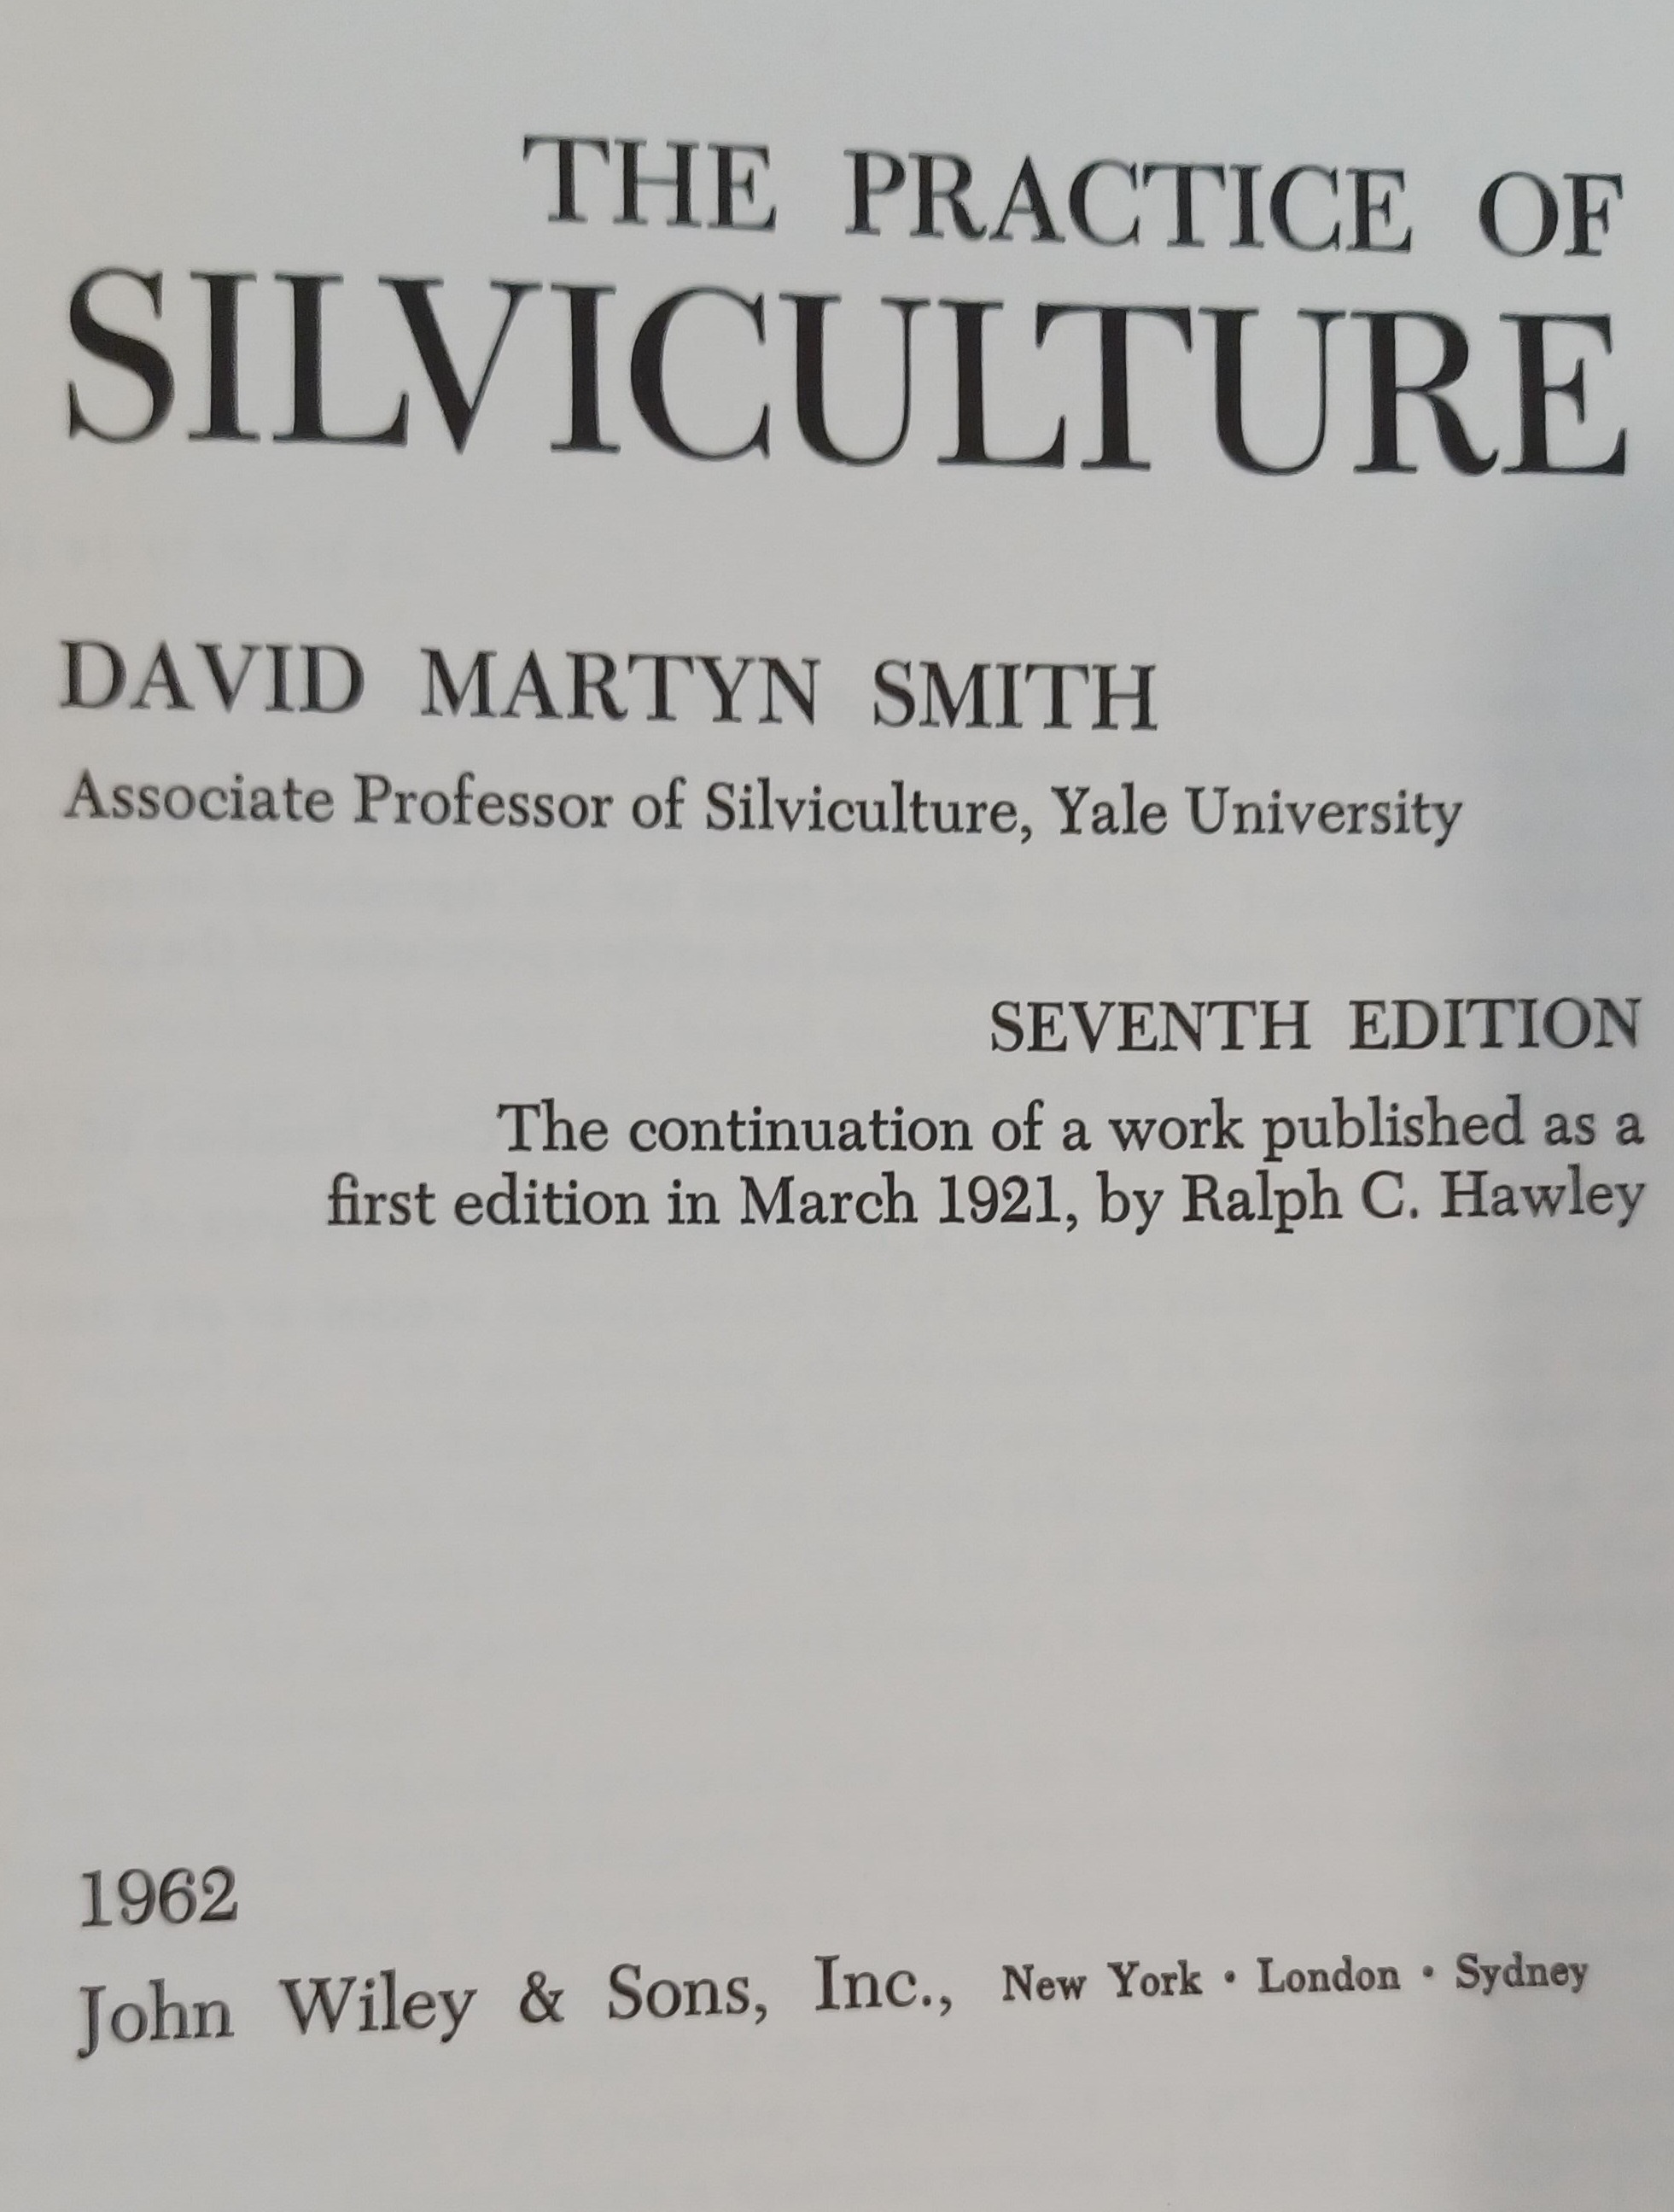 THE PRACTICE OF
SILVICULTURE
DAVID MARTYN SMITH
Associate Professor of Silviculture, Yale University
SEVENTH EDITION
The continuation of a work published as a
first edition in March 1921, by Ralph C. Hawley
1962
John Wiley & Sons, Inc., New York · London · Sydney